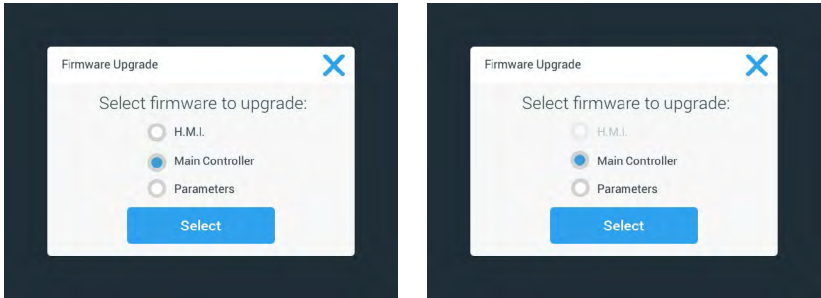 Firmware Upgrade
Select firmware to upgrade:
H.M.I.
Main Controller
Parameters
Select
Firmware Upgrade
Select firmware to upgrade:
H.M.I.
Main Controller
Parameters
Select